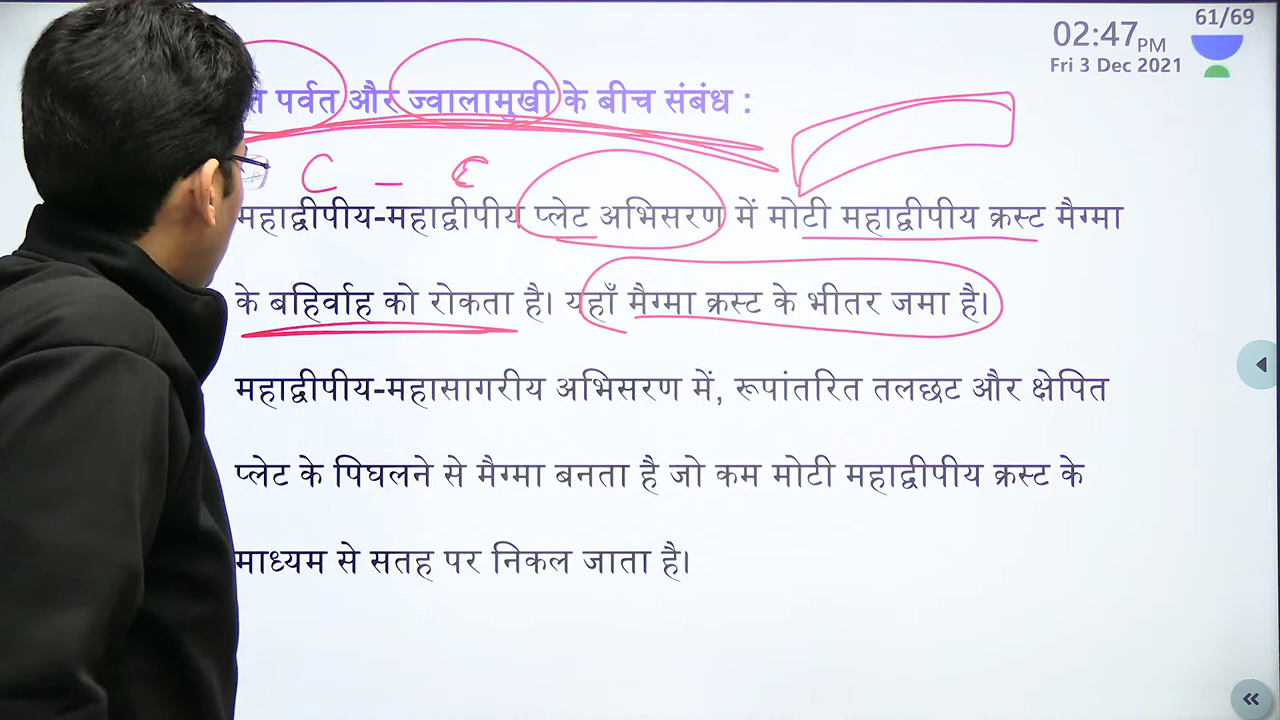 61/69
02:47 PM
Fri 3 Dec 2021
पर्वत और ज्वालामुखी के बीच संबंध :
C –
महाद्वीपीय-महाद्वीपीय प्लेट अभिसरण में मोटी महाद्वीपीय क्रस्ट मैग्मा
के बहिर्वाह को रोकता है। यहाँ मैग्मा क्रस्ट के भीतर जमा है।
महाद्वीपीय-महासागरीय अभिसरण में, रूपांतरित तलछट और क्षेपित
प्लेट के पिघलने से मैग्मा बनता है जो कम मोटी महाद्वीपीय क्रस्ट के
माध्यम से सतह पर निकल जाता है।